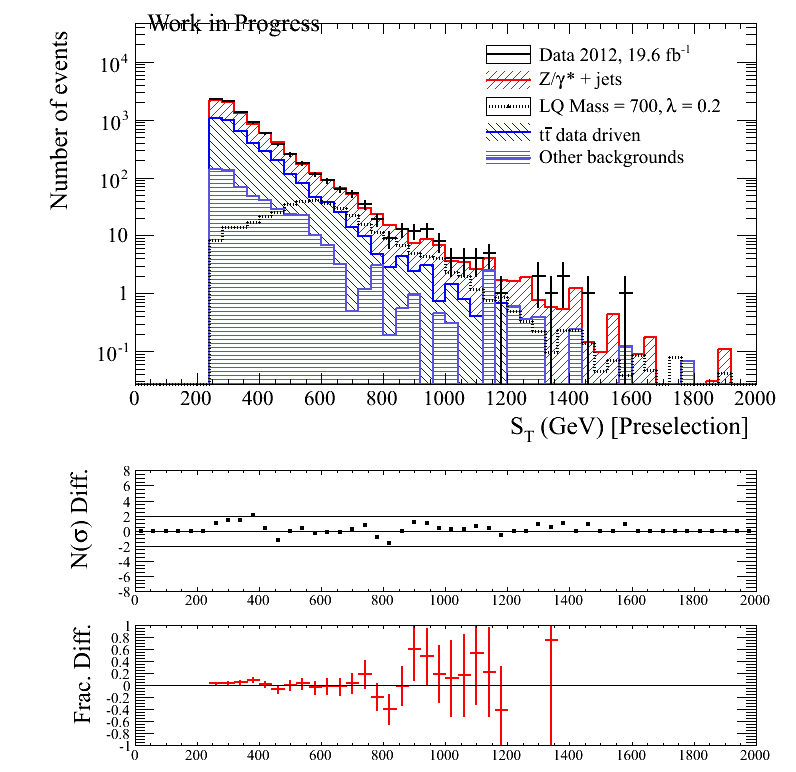 Work in Progress
Number of events
10⁴
10³
10²
10
1
10⁻¹
Data 2012, 19.6 fb⁻¹
Z/γ* + jets
LQ Mass = 700, λ = 0.2
tt̄ data driven
Other backgrounds
0 200 400 600 800 1000 1200 1400 1600 1800 2000
S_T (GeV) [Preselection]
N(σ) Diff.
8
6
4
2
0
-2
-4
-6
-8
0 200 400 600 800 1000 1200 1400 1600 1800 2000
Frac. Diff.
1
0.8
0.6
0.4
0.2
0
-0.2
-0.4
-0.6
-0.8
-1
0 200 400 600 800 1000 1200 1400 1600 1800 2000